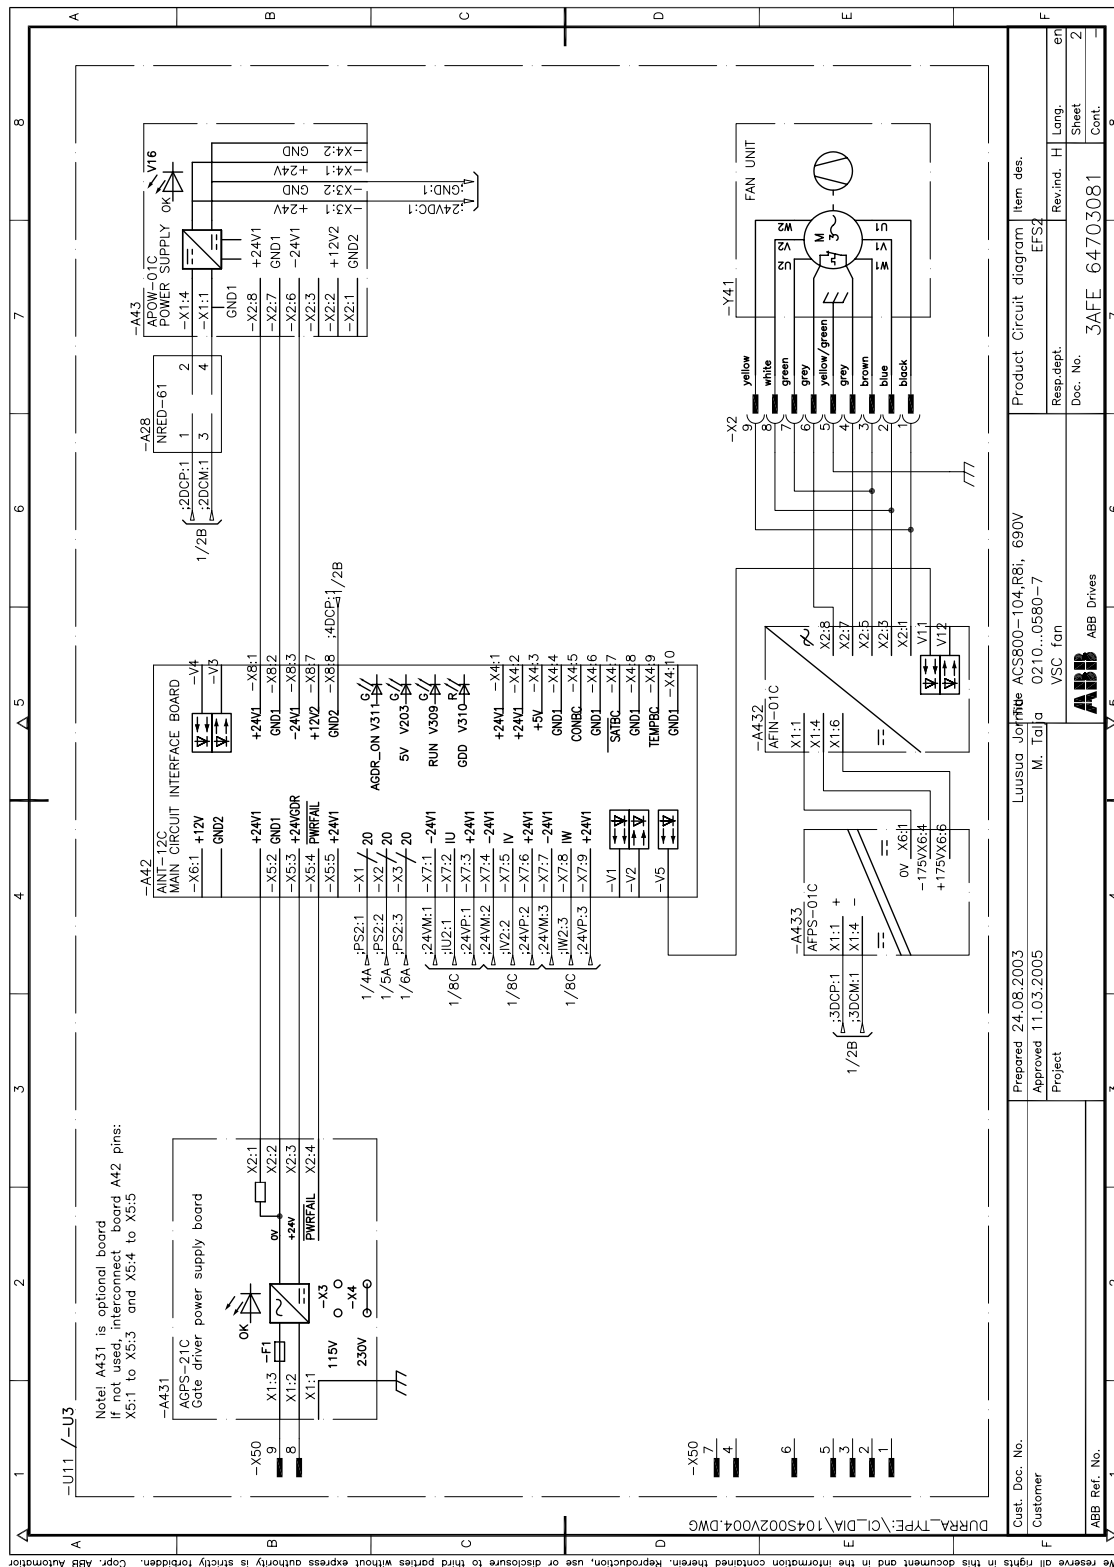 1 2 3 4 5 6 7 8
A B C D E F
-U11 /-U3
Note! A431 is optional board
If not used, interconnect board A42 pins:
X5:1 to X5:3 and X5:4 to X5:5
-A431
AGPS-21C
Gate driver power supply board
-X50
9
8
X1:3
X1:2
X1:1
-F1
OK
115V
-X3
230V
-X4
0V
+24V
PWRFAIL
X2:1
X2:2
X2:3
X2:4
-X50
7
4
6
5
3
2
1
-A42
AINT-12C
MAIN CIRCUIT INTERFACE BOARD
-X6:1 +12V
GND2
-V4
-V3
+24V1
-X5:2 GND1
-X5:3 +24VGDR
-X5:4 PWRFAIL
-X5:5 +24V1
+24V1 -X8:1
GND1 -X8:2
-24V1 -X8:3
+12V2 -X8:7
GND2 -X8:8
;4DCP:1
1/2B
1/4A ;PS2:1 -X1 20
1/5A ;PS2:2 -X2 20
1/6A ;PS2:3 -X3 20
AGDR_ON V311 G
5V V203 G
RUN V309 G
GDD V310 R
;24VM:1 -X7:1 -24V1
;IU2:1 -X7:2 IU
;24VP:1 -X7:3 +24V1
1/8C
;24VM:2 -X7:4 -24V1
;IV2:2 -X7:5 IV
;24VP:2 -X7:6 +24V1
1/8C
;24VM:3 -X7:7 -24V1
;IW2:3 -X7:8 IW
;24VP:3 -X7:9 +24V1
1/8C
+24V1 -X4:1
+24V1 -X4:2
+5V -X4:3
GND1 -X4:4
CONBC -X4:5
GND1 -X4:6
SATBC -X4:7
GND1 -X4:8
TEMPBC -X4:9
GND1 -X4:10
-V1
-V2
-V5
-A28
NRED-61
1/2B
;2DCP:1 1 2
;2DCM:1 3 4
-A43
APOW-01C
POWER SUPPLY
OK
V16
-X1:4
-X1:1
GND1
-X2:8 +24V1
-X2:7 GND1
-X2:6 -24V1
-X2:3
-X2:2 +12V2
-X2:1 GND2
+24V -X3:1
GND -X3:2
+24V -X4:1
GND -X4:2
;24VDC:1
;GND:1
-A433
AFPS-01C
1/2B
;3DCP:1 X1:1 +
;3DCM:1 X1:4 -
0V X6:1
-175VX6:4
+175VX6:6
-A432
AFIN-01C
X1:1
X1:4
X1:6
X2:8
X2:7
X2:5
X2:3
X2:1
V11
V12
-X2
9 yellow
8 white
7 green
6 grey
5 yellow/green
4 grey
3 brown
2 blue
1 black
-Y41
FAN UNIT
W2
V2
U2
M
3~
W1
V1
U1
DURRA_TYPE:\CI_DIA\104S002V004.DWG
Cust. Doc. No.
Customer
ABB Ref. No.
Prepared 24.08.2003
Approved 11.03.2005
Project
Luusua Jorma
M. Talja
Title ACS800-104,R8i, 690V
0210...0580-7
VSC fan
ABB ABB Drives
Product Circuit diagram
Item des.
EFS2
Resp.dept.
Rev.ind. H
Lang. en
Doc. No.
3AFE 64703081
Sheet 2
Cont. -
We reserve all rights in this document and in the information contained therein. Reproduction, use or disclosure to third parties without express authority is strictly forbidden. Copr. ABB Automation